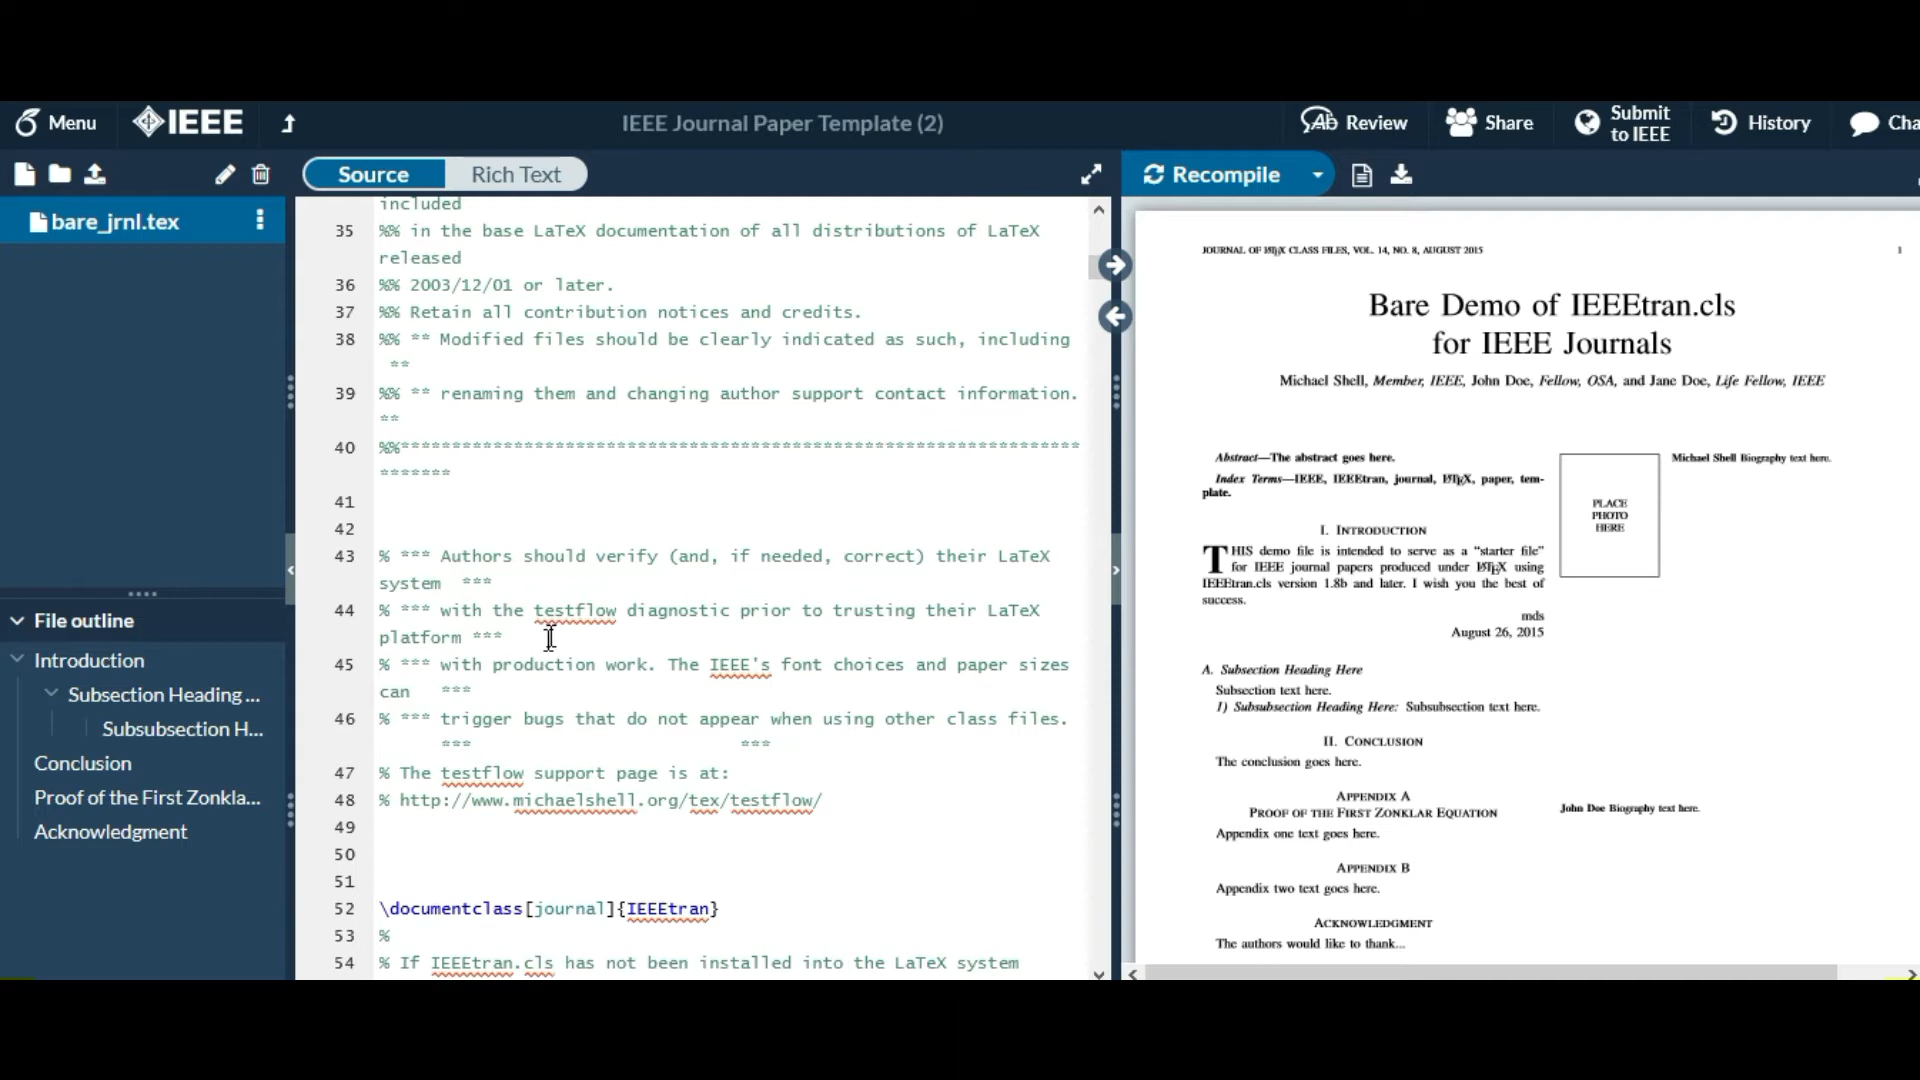 Menu
IEEE
IEEE Journal Paper Template (2)
Review
Share
Submit
to IEEE
History
Cha
Source
Rich Text
Recompile
bare_jrnl.tex
File outline
Introduction
Subsection Heading ...
Subsubsection H...
Conclusion
Proof of the First Zonkla...
Acknowledgment
included
35 %% in the base LaTeX documentation of all distributions of LaTeX
released
36 %% 2003/12/01 or later.
37 %% Retain all contribution notices and credits.
38 %% ** Modified files should be clearly indicated as such, including
**
39 %% ** renaming them and changing author support contact information.
**
40 %%******************************************************************
*******
41
42
43 % *** Authors should verify (and, if needed, correct) their LaTeX
system  ***
44 % *** with the testflow diagnostic prior to trusting their LaTeX
platform ***
45 % *** with production work. The IEEE's font choices and paper sizes
can   ***
46 % *** trigger bugs that do not appear when using other class files.
***                          ***
47 % The testflow support page is at:
48 % http://www.michaelshell.org/tex/testflow/
49
50
51
52 \documentclass[journal]{IEEEtran}
53 %
54 % If IEEEtran.cls has not been installed into the LaTeX system
JOURNAL OF LATEX CLASS FILES, VOL. 14, NO. 8, AUGUST 2015
1
Bare Demo of IEEEtran.cls
for IEEE Journals
Michael Shell, Member, IEEE, John Doe, Fellow, OSA, and Jane Doe, Life Fellow, IEEE
Abstract—The abstract goes here.
Index Terms—IEEE, IEEEtran, journal, LATEX, paper, tem-
plate.
I. INTRODUCTION
THIS demo file is intended to serve as a “starter file”
for IEEE journal papers produced under LATEX using
IEEEtran.cls version 1.8b and later. I wish you the best of
success.
mds
August 26, 2015
A. Subsection Heading Here
Subsection text here.
1) Subsubsection Heading Here: Subsubsection text here.
II. CONCLUSION
The conclusion goes here.
APPENDIX A
PROOF OF THE FIRST ZONKLAR EQUATION
Appendix one text goes here.
APPENDIX B
Appendix two text goes here.
ACKNOWLEDGMENT
The authors would like to thank...
PLACE
PHOTO
HERE
Michael Shell Biography text here.
John Doe Biography text here.